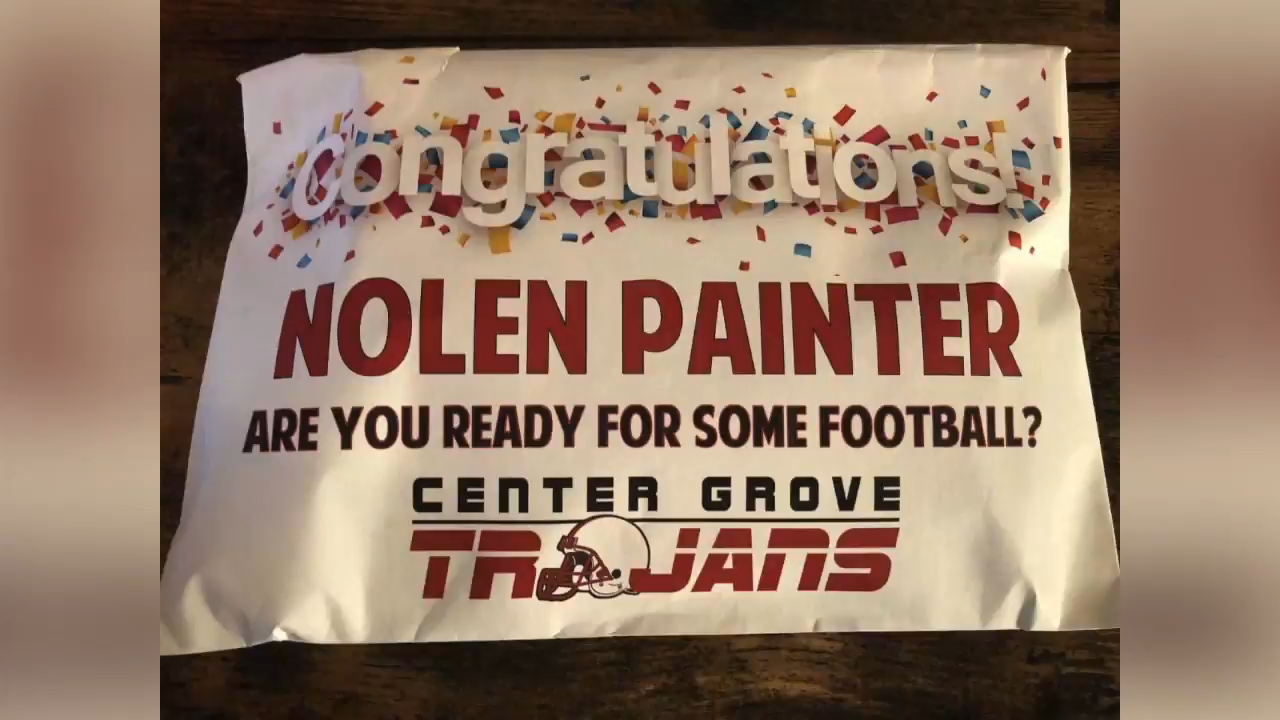 Congratulations!
NOLEN PAINTER
ARE YOU READY FOR SOME FOOTBALL?
CENTER GROVE
TROJANS